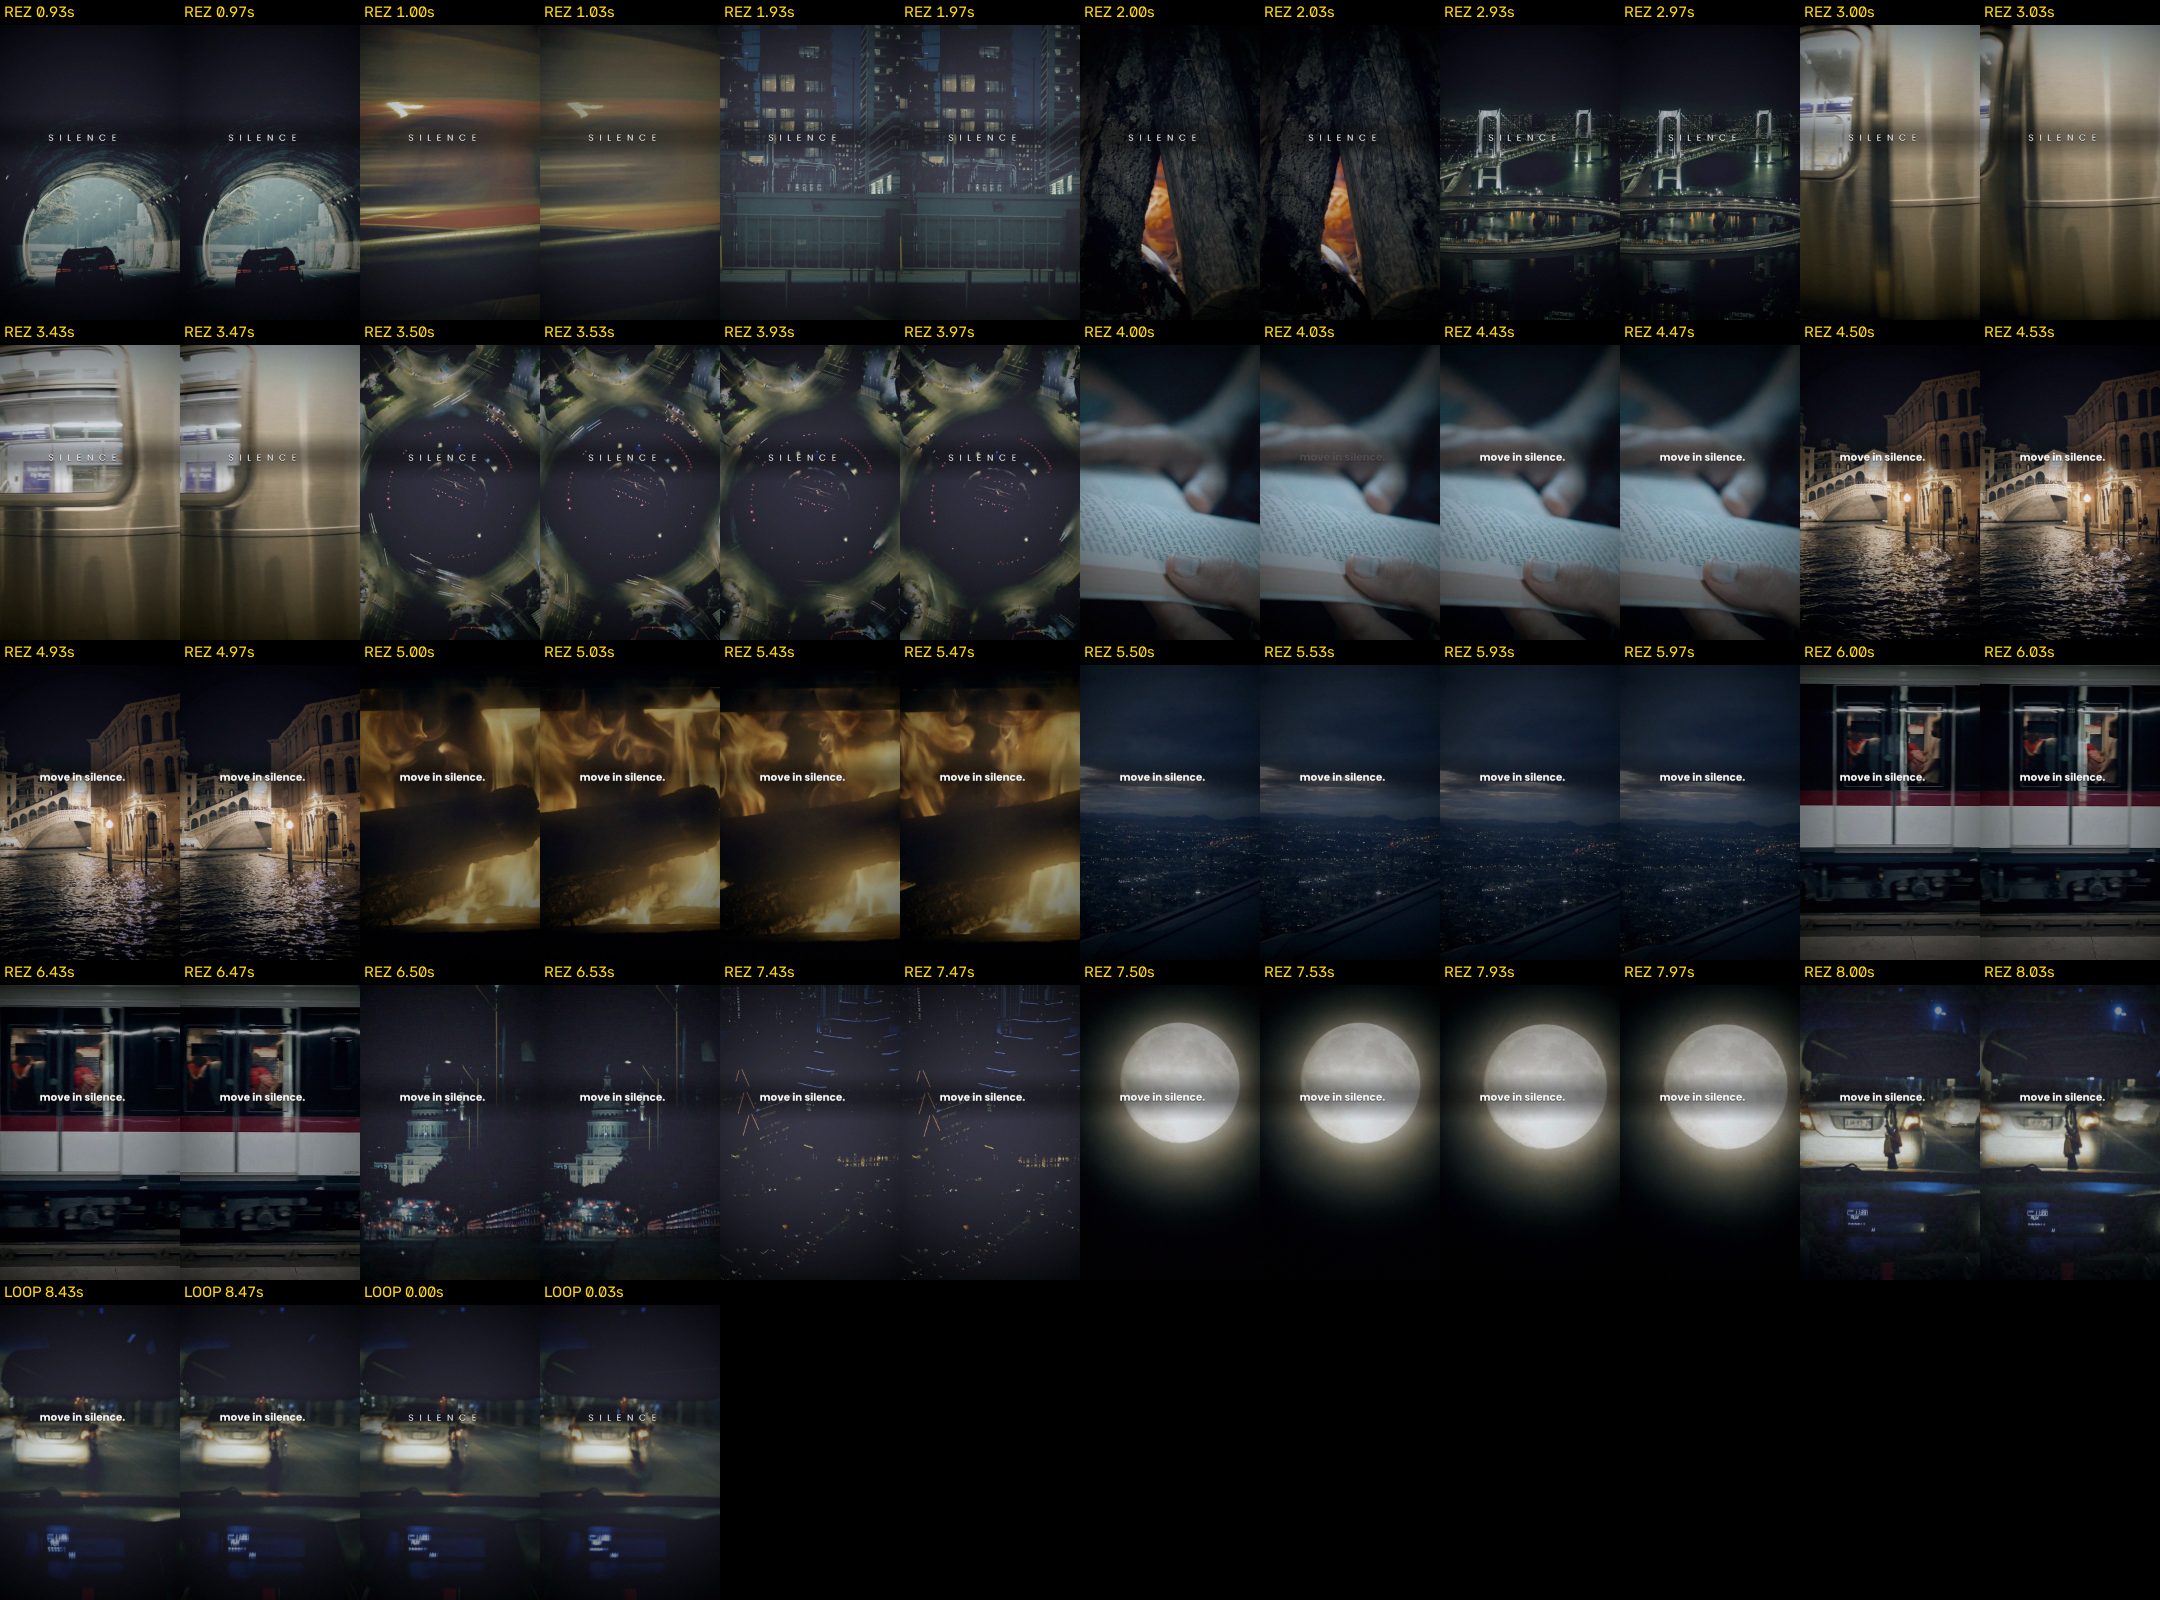 REZ 0.93s REZ 0.97s REZ 1.00s REZ 1.03s REZ 1.93s REZ 1.97s REZ 2.00s REZ 2.03s REZ 2.93s REZ 2.97s REZ 3.00s REZ 3.03s
SILENCE SILENCE SILENCE SILENCE SILENCE SILENCE SILENCE SILENCE SILENCE SILENCE SILENCE SILENCE
REZ 3.43s REZ 3.47s REZ 3.50s REZ 3.53s REZ 3.93s REZ 3.97s REZ 4.00s REZ 4.03s REZ 4.43s REZ 4.47s REZ 4.50s REZ 4.53s
SILENCE SILENCE SILENCE SILENCE SILENCE SILENCE move in silence. move in silence. move in silence. move in silence. move in silence.
REZ 4.93s REZ 4.97s REZ 5.00s REZ 5.03s REZ 5.43s REZ 5.47s REZ 5.50s REZ 5.53s REZ 5.93s REZ 5.97s REZ 6.00s REZ 6.03s
move in silence. move in silence. move in silence. move in silence. move in silence. move in silence. move in silence. move in silence. move in silence. move in silence. move in silence. move in silence.
REZ 6.43s REZ 6.47s REZ 6.50s REZ 6.53s REZ 7.43s REZ 7.47s REZ 7.50s REZ 7.53s REZ 7.93s REZ 7.97s REZ 8.00s REZ 8.03s
move in silence. move in silence. move in silence. move in silence. move in silence. move in silence. move in silence. move in silence. move in silence. move in silence. move in silence. move in silence.
LOOP 8.43s LOOP 8.47s LOOP 0.00s LOOP 0.03s
move in silence. move in silence. SILENCE SILENCE